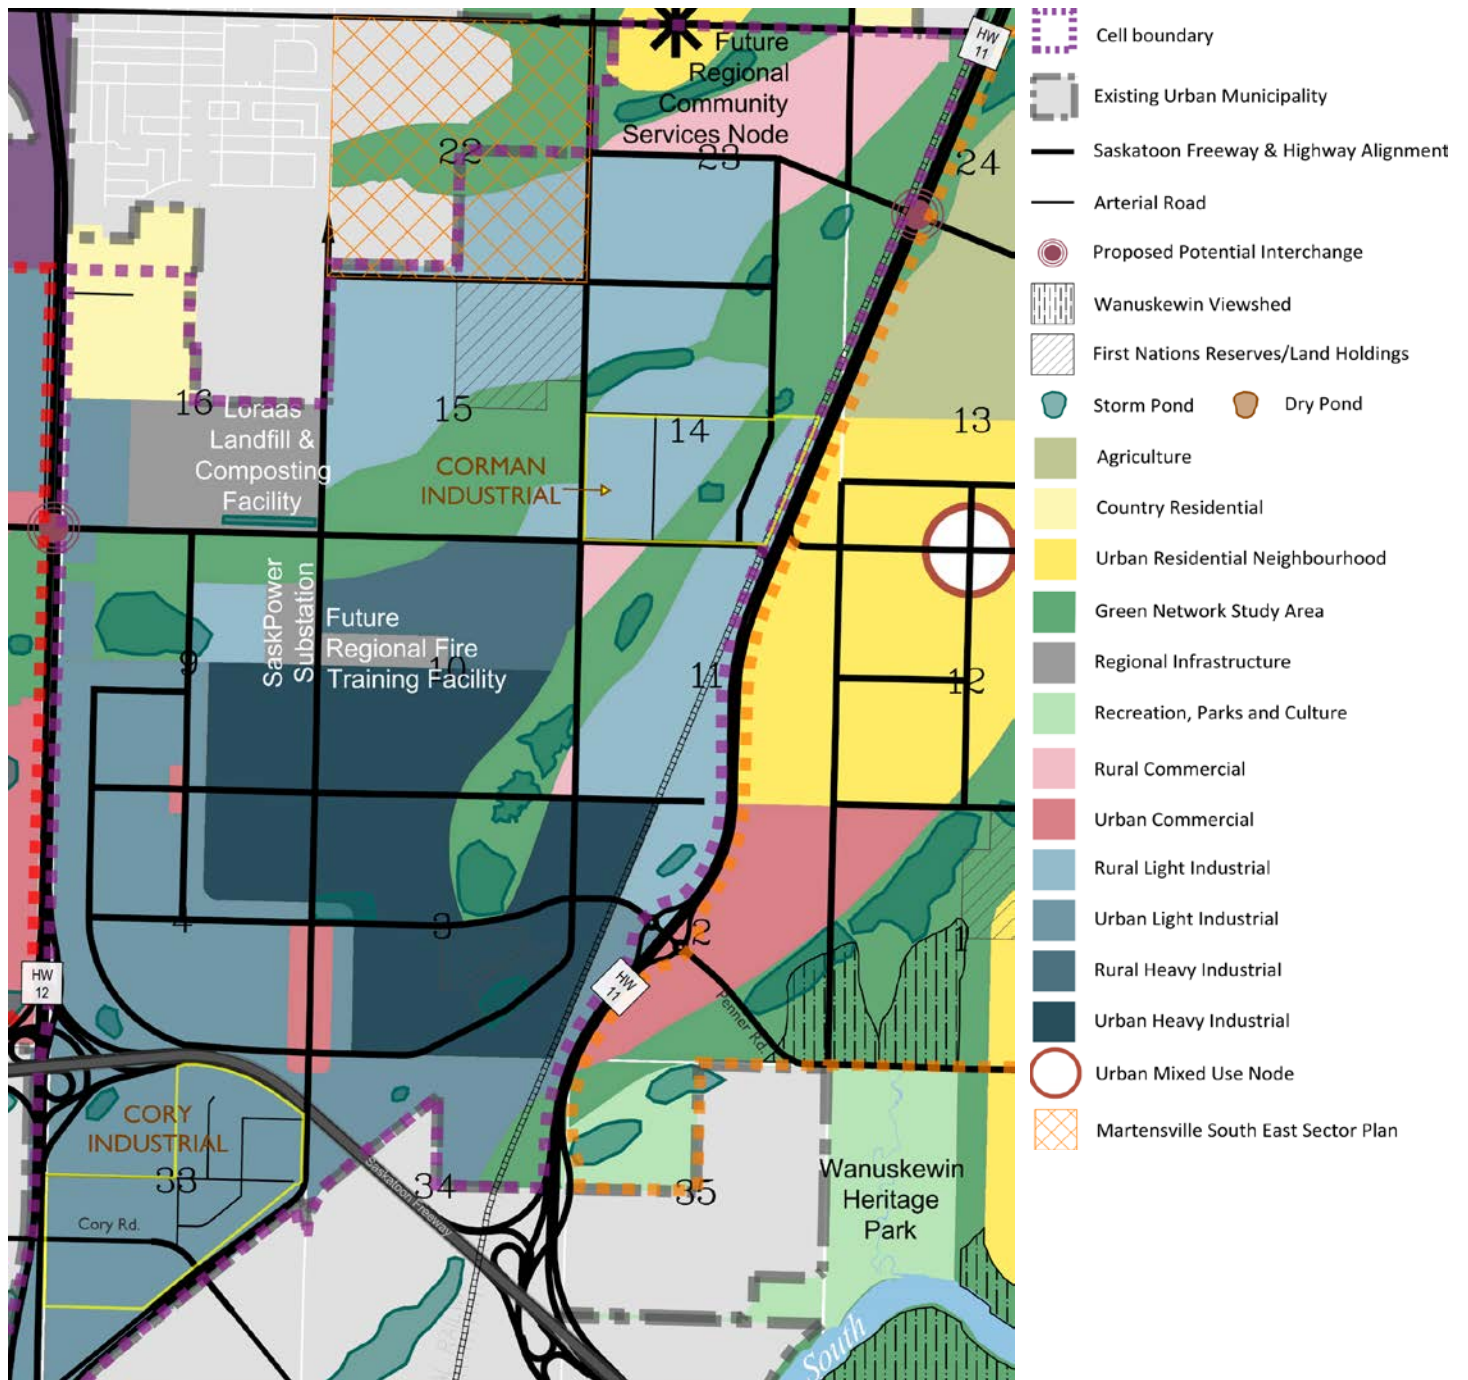 HW
11
Future
Regional
Community
Services Node
22
23
24
16
Loraas
Landfill &
Composting
Facility
15
14
13
CORMAN
INDUSTRIAL
SaskPower
Substation
Future
Regional Fire
Training Facility
9
10
11
12
4
3
2
1
HW
12
HW
11
Penner Rd.
CORY
INDUSTRIAL
33
Cory Rd.
34
Saskatoon Freeway
35
Wanuskewin
Heritage
Park
South
Cell boundary
Existing Urban Municipality
Saskatoon Freeway & Highway Alignment
Arterial Road
Proposed Potential Interchange
Wanuskewin Viewshed
First Nations Reserves/Land Holdings
Storm Pond
Dry Pond
Agriculture
Country Residential
Urban Residential Neighbourhood
Green Network Study Area
Regional Infrastructure
Recreation, Parks and Culture
Rural Commercial
Urban Commercial
Rural Light Industrial
Urban Light Industrial
Rural Heavy Industrial
Urban Heavy Industrial
Urban Mixed Use Node
Martensville South East Sector Plan